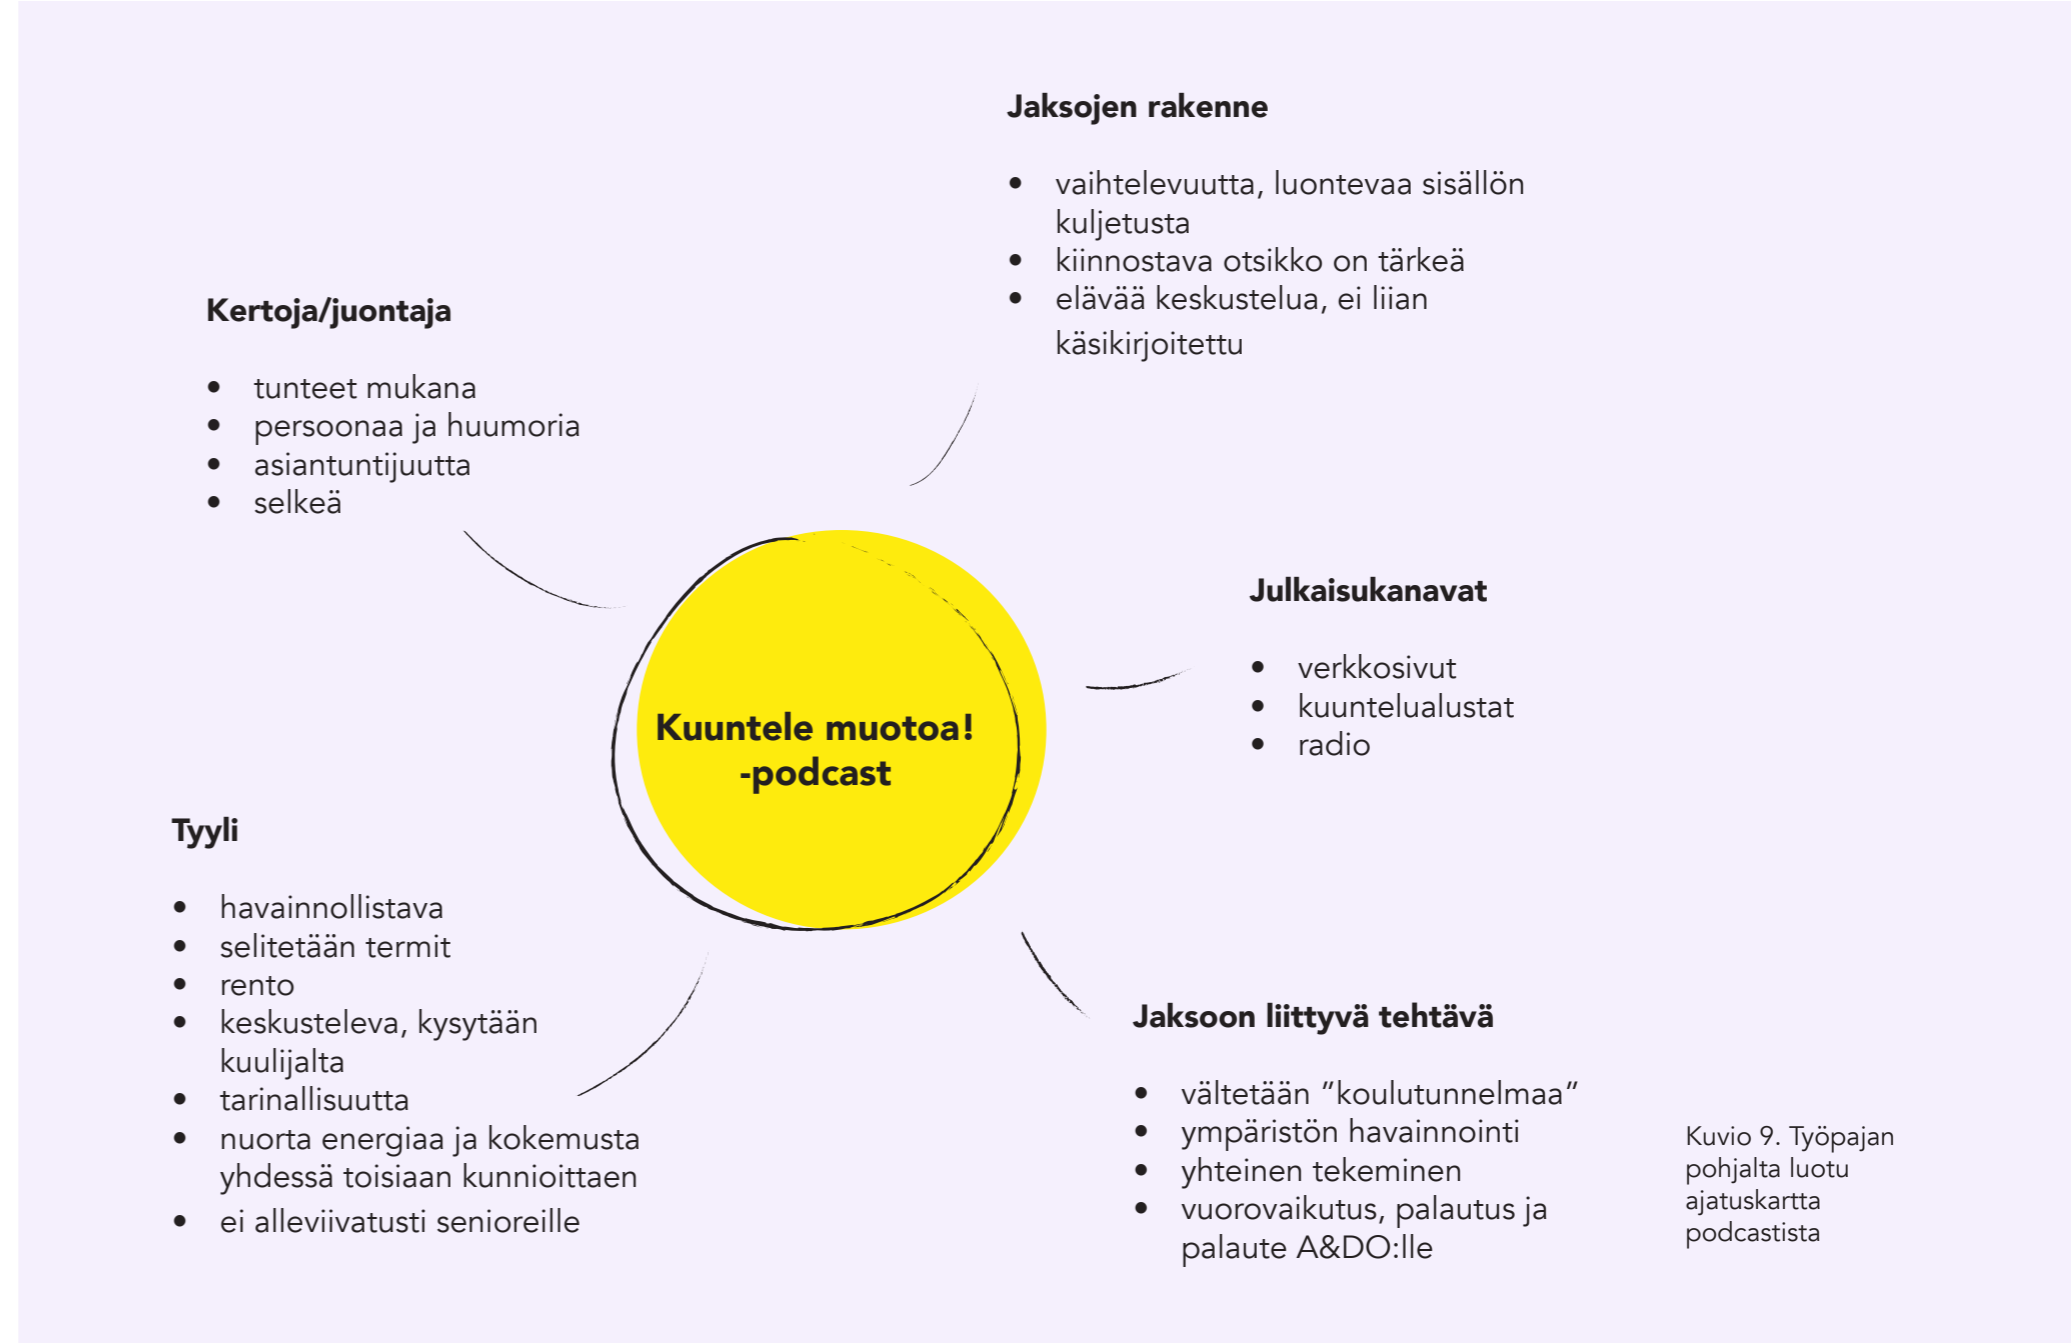 Jaksojen rakenne
• vaihtelevuutta, luontevaa sisällön
kuljetusta
• kiinnostava otsikko on tärkeä
• elävää keskustelua, ei liian
käsikirjoitettu
Kertoja/juontaja
• tunteet mukana
• persoonaa ja huumoria
• asiantuntijuutta
• selkeä
Kuuntele muotoa!
-podcast
Julkaisukanavat
• verkkosivut
• kuuntelualustat
• radio
Tyyli
• havainnollistava
• selitetään termit
• rento
• keskusteleva, kysytään
kuulijalta
• tarinallisuutta
• nuorta energiaa ja kokemusta
yhdessä toisiaan kunnioittaen
• ei alleviivatusti senioreille
Jaksoon liittyvä tehtävä
• vältetään ”koulutunnelmaa”
• ympäristön havainnointi
• yhteinen tekeminen
• vuorovaikutus, palautus ja
palaute A&DO:lle
Kuvio 9. Työpajan
pohjalta luotu
ajatuskartta
podcastista